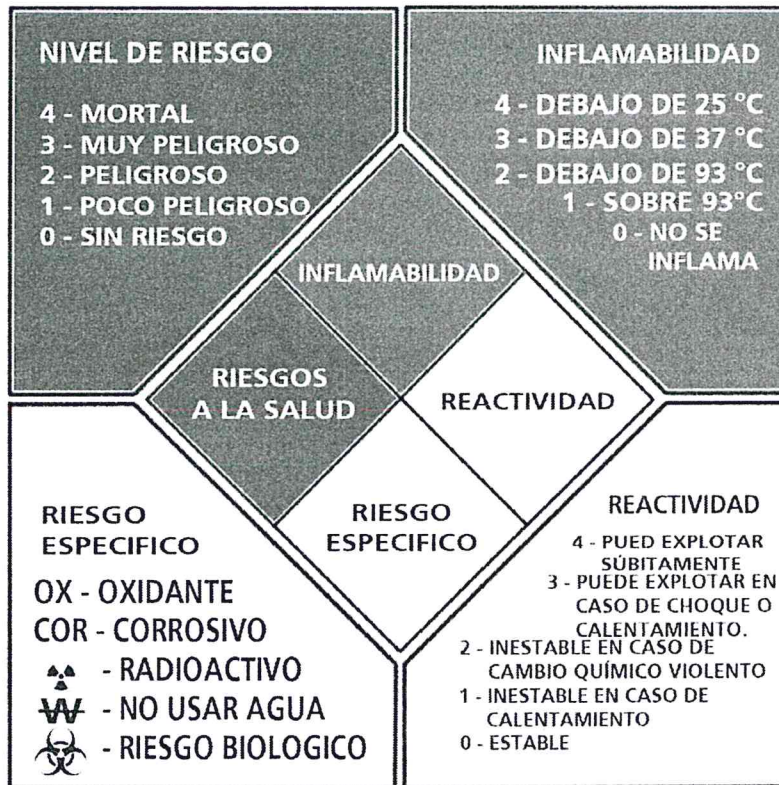 NIVEL DE RIESGO
4 - MORTAL
3 - MUY PELIGROSO
2 - PELIGROSO
1 - POCO PELIGROSO
0 - SIN RIESGO
INFLAMABILIDAD
4 - DEBAJO DE 25 °C
3 - DEBAJO DE 37 °C
2 - DEBAJO DE 93 °C
1 - SOBRE 93°C
0 - NO SE
INFLAMA
INFLAMABILIDAD
RIESGOS
A LA SALUD
REACTIVIDAD
RIESGO
ESPECIFICO
RIESGO
ESPECIFICO
OX - OXIDANTE
COR - CORROSIVO
- RADIOACTIVO
W - NO USAR AGUA
- RIESGO BIOLOGICO
REACTIVIDAD
4 - PUED EXPLOTAR
SÚBITAMENTE
3 - PUEDE EXPLOTAR EN
CASO DE CHOQUE O
CALENTAMIENTO.
2 - INESTABLE EN CASO DE
CAMBIO QUÍMICO VIOLENTO
1 - INESTABLE EN CASO DE
CALENTAMIENTO
0 - ESTABLE